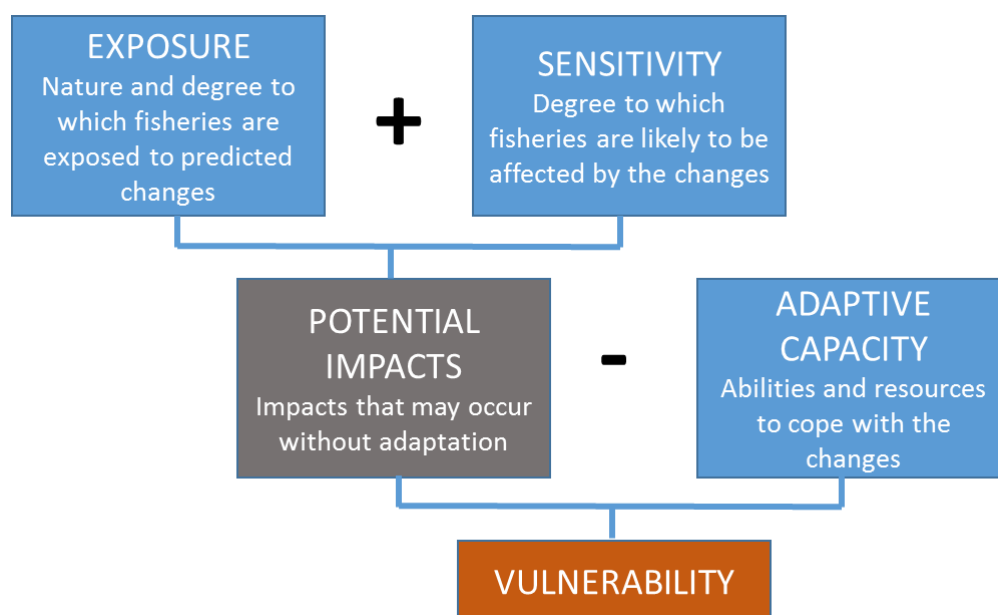 EXPOSURE
Nature and degree to
which fisheries are
exposed to predicted
changes
+
SENSITIVITY
Degree to which
fisheries are likely to be
affected by the changes
POTENTIAL
IMPACTS
Impacts that may occur
without adaptation
-
ADAPTIVE
CAPACITY
Abilities and resources
to cope with the
changes
VULNERABILITY